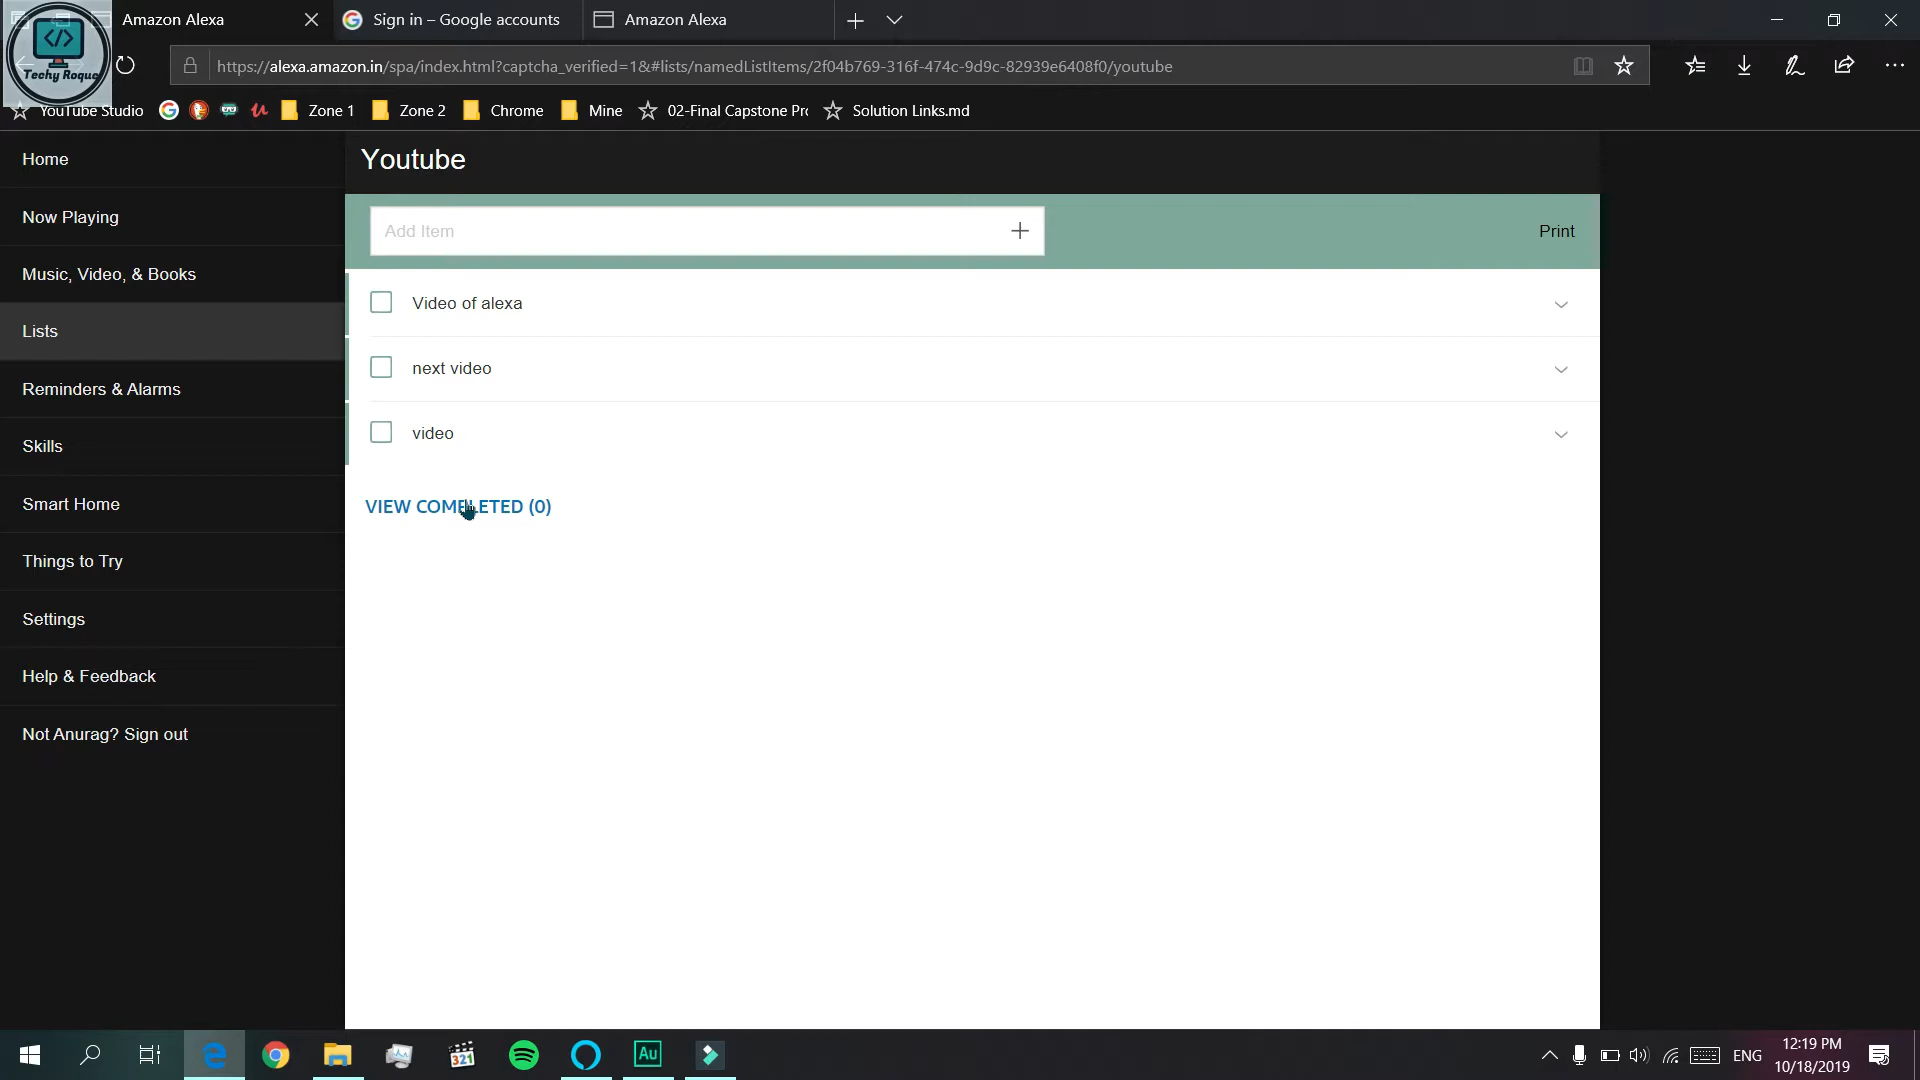 Amazon Alexa
Sign in – Google accounts
Amazon Alexa
</>
Techy Roque
https://alexa.amazon.in/spa/index.html?captcha_verified=1&#lists/namedListItems/2f04b769-316f-474c-9d9c-82939e6408f0/youtube
YouTube Studio
Zone 1
Zone 2
Chrome
Mine
02-Final Capstone Pr
Solution Links.md
Home
Now Playing
Music, Video, & Books
Lists
Reminders & Alarms
Skills
Smart Home
Things to Try
Settings
Help & Feedback
Not Anurag? Sign out
Youtube
Add Item
Print
Video of alexa
next video
video
VIEW COMPLETED (0)
321
Au
ENG
12:19 PM
10/18/2019